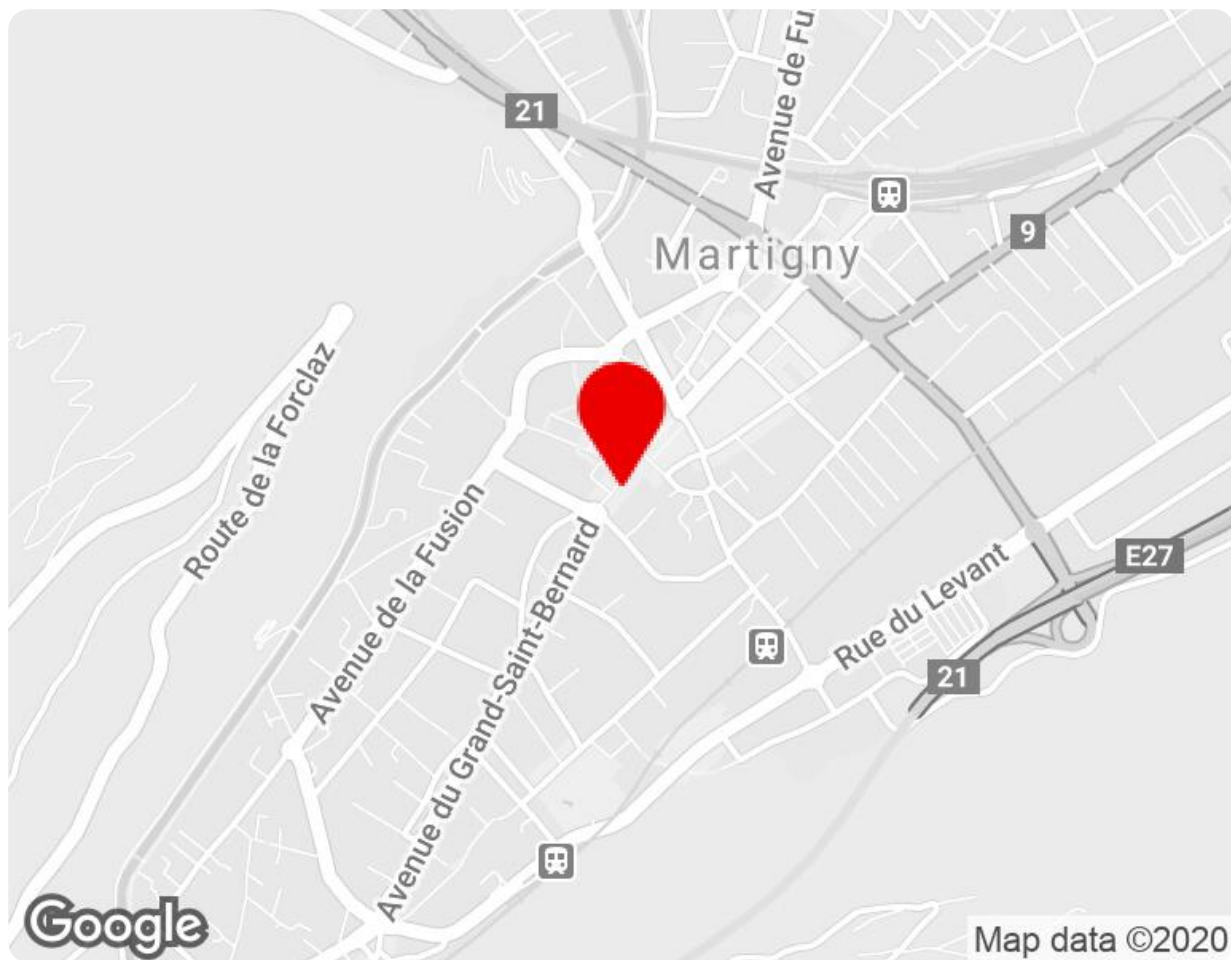 21
Avenue de Fu
9
Martigny
Route de la Forclaz
Avenue de la Fusion
Avenue du Grand-Saint-Bernard
E27
Rue du Levant
21
Google
Map data ©2020